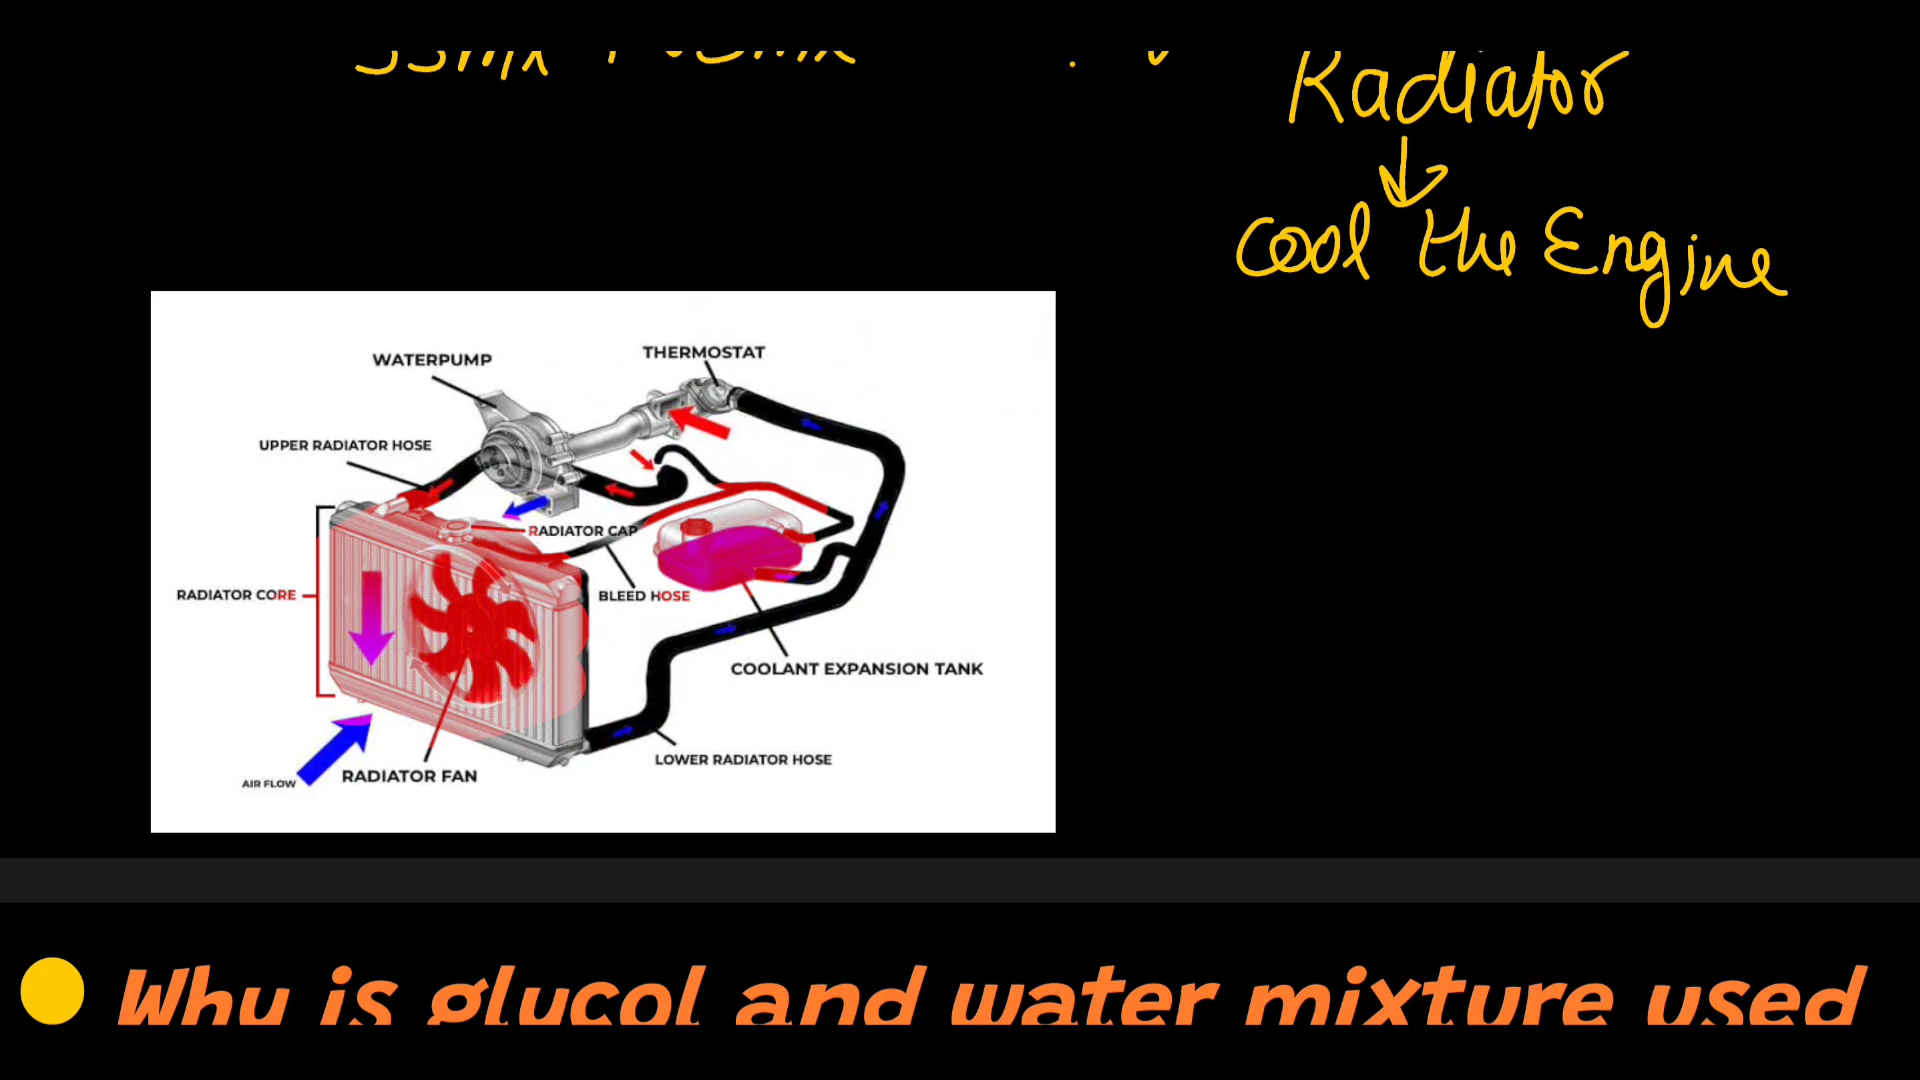 Radiator
Cool the Engine
WATERPUMP
THERMOSTAT
UPPER RADIATOR HOSE
RADIATOR CAP
RADIATOR CORE
BLEED HOSE
COOLANT EXPANSION TANK
LOWER RADIATOR HOSE
RADIATOR FAN
AIR FLOW
Why is glycol and water mixture used